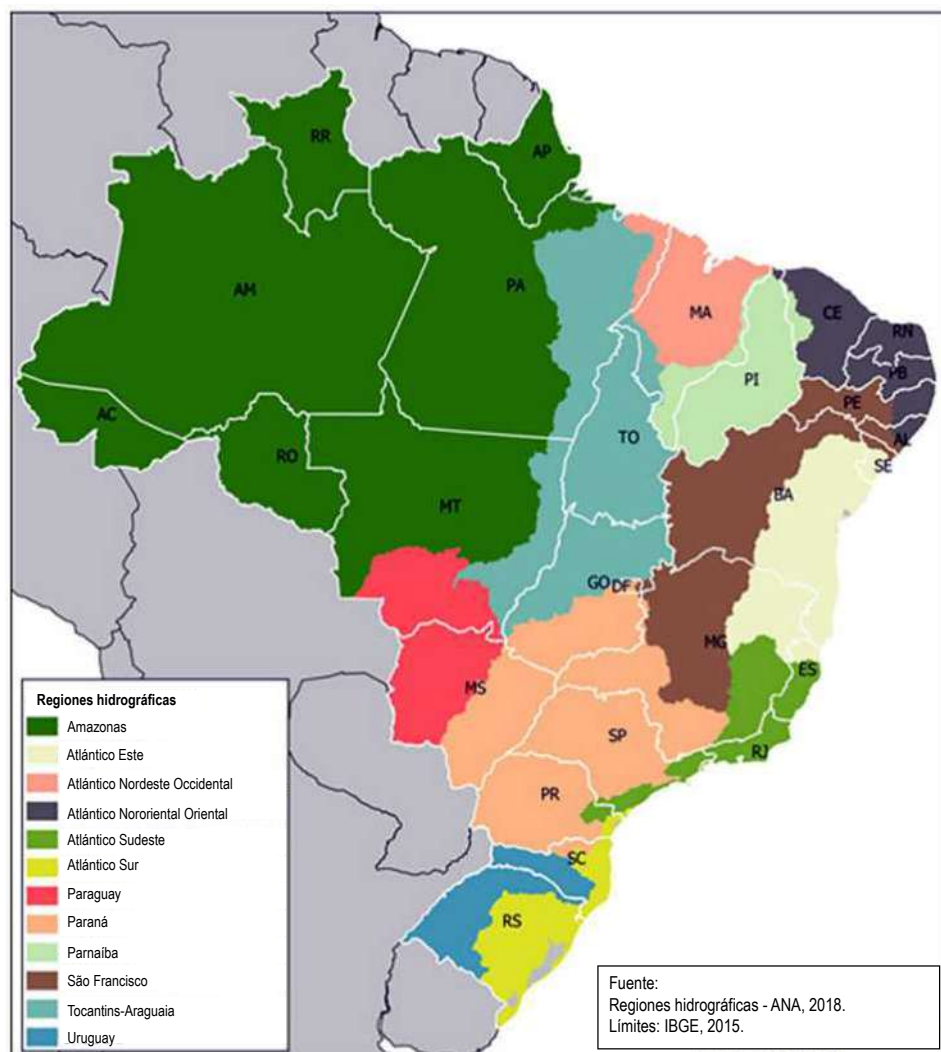 RR
AP
AM
PA
MA
CE
RN
PB
PI
PE
AC
AL
TO
RO
SE
BA
MT
GO
DF
MG
ES
MS
SP
RJ
PR
SC
RS
Regiones hidrográficas
Amazonas
Atlántico Este
Atlántico Nordeste Occidental
Atlántico Nororiental Oriental
Atlántico Sudeste
Atlántico Sur
Paraguay
Paraná
Parnaíba
São Francisco
Tocantins-Araguaia
Uruguay
Fuente:
Regiones hidrográficas - ANA, 2018.
Límites: IBGE, 2015.